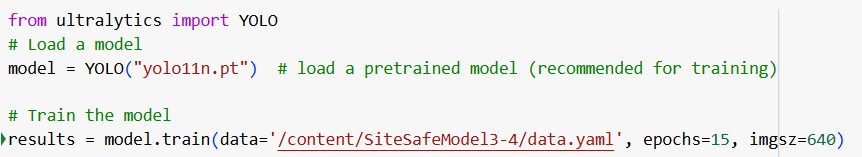 from ultralytics import YOLO
# Load a model
model = YOLO("yolo11n.pt")  # load a pretrained model (recommended for training)
# Train the model
results = model.train(data='/content/SiteSafeModel3-4/data.yaml', epochs=15, imgsz=640)